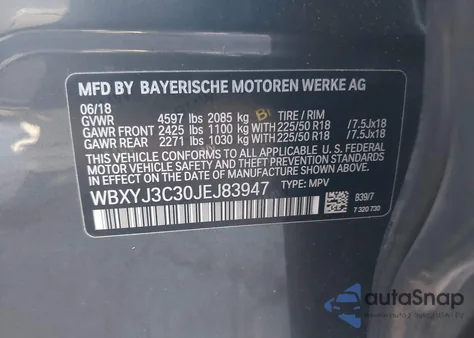 MFD BY BAYERISCHE MOTOREN WERKE AG
06/18
GVWR 4597 lbs 2085 kg TIRE / RIM
GAWR FRONT 2425 lbs 1100 kg WITH 225/50 R18 /7.5Jx18
GAWR REAR 2271 lbs 1030 kg WITH 225/50 R18 /7.5Jx18
THIS VEHICLE CONFORMS TO ALL APPLICABLE
U.S. FEDERAL
MOTOR VEHICLE SAFETY, BUMPER, AND THEFT
PREVENTION STANDARDS IN EFFECT ON THE DATE
OF MANUFACTURE SHOWN ABOVE.
WBXYJ3C30JEJ83947 TYPE: MPV
B39/7
7 320 730
autoSnap